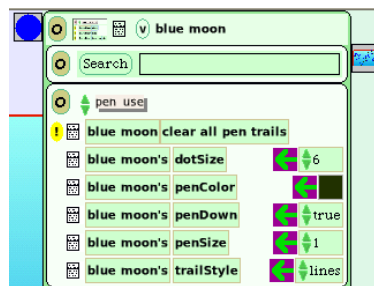 v blue moon
Search
pen use
! blue moon clear all pen trails
blue moon's dotSize 6
blue moon's penColor
blue moon's penDown true
blue moon's penSize 1
blue moon's trailStyle lines